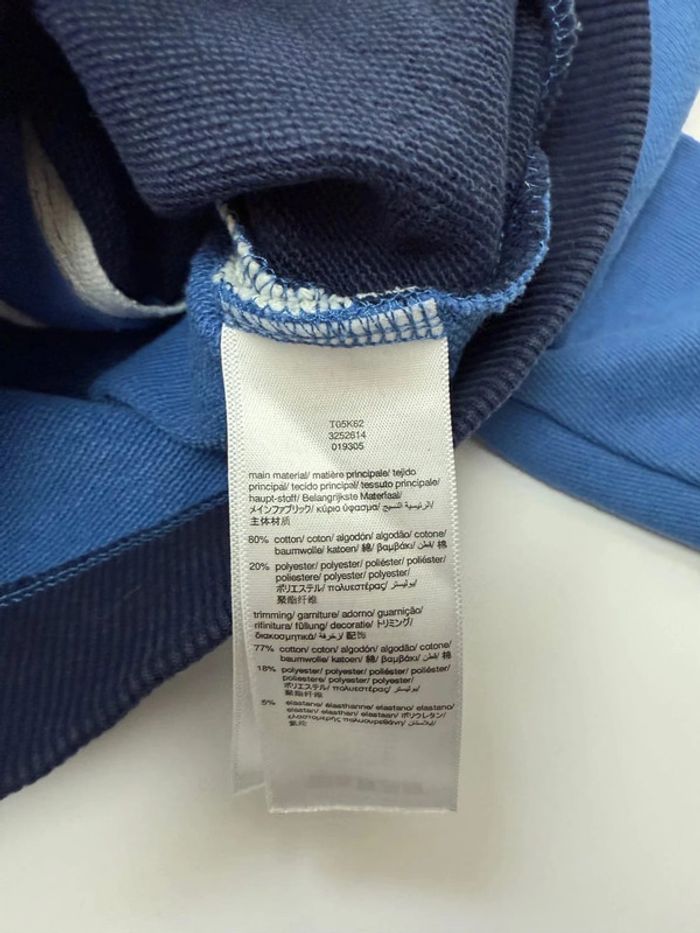 T05K62
3252614
019305
main material/ matière principale/ tejido
principal/ tecido principal/ tessuto principale/
haupt-stoff/ Belangrijkste Materiaal/
メインファブリック/ κύριο ύφασμα/ الرئيسية النسيج/
主体材质
80% cotton/ coton/ algodón/ algodão/ cotone/
baumwolle/ katoen/ 綿/ βαμβάκι/ قطن/ 棉
20% polyester/ polyester/ poliéster/ poliéster/
poliestere/ polyester/ polyester/
ポリエステル/ πολυεστέρας/ بوليستر/
聚酯纤维
trimming/ garniture/ adorno/ guarnição/
rifinitura/ füllung/ decoratie/ トリミング/
διακοσμητικά/ زخرفة/ 配饰
77% cotton/ coton/ algodón/ algodão/ cotone/
baumwolle/ katoen/ 綿/ βαμβάκι/ قطن/ 棉
18% polyester/ polyester/ poliéster/ poliéster/
poliestere/ polyester/ polyester/
ポリエステル/ πολυεστέρας/ بوليستر/
聚酯纤维
5% elastane/ élasthanne/ elastano/ elastano/
elastan/ elasthan/ elastaan/ ポリウレタン/
ελαστομερής πολυουρεθάνη/